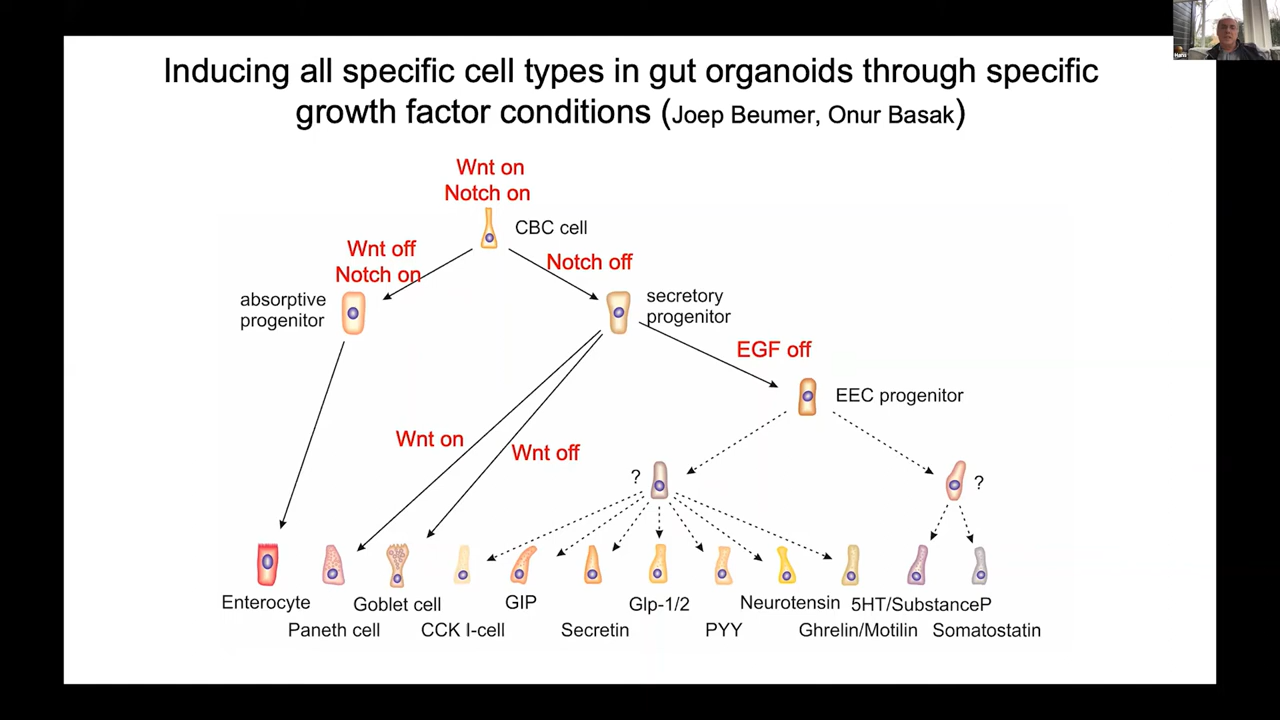 Inducing all specific cell types in gut organoids through specific
growth factor conditions (Joep Beumer, Onur Basak)
Wnt on
Notch on
CBC cell
Wnt off
Notch on
Notch off
absorptive
progenitor
secretory
progenitor
EGF off
EEC progenitor
Wnt on
Wnt off
?
?
Enterocyte
Paneth cell
Goblet cell
CCK I-cell
GIP
Secretin
Glp-1/2
PYY
Neurotensin
Ghrelin/Motilin
5HT/SubstanceP
Somatostatin
Hans